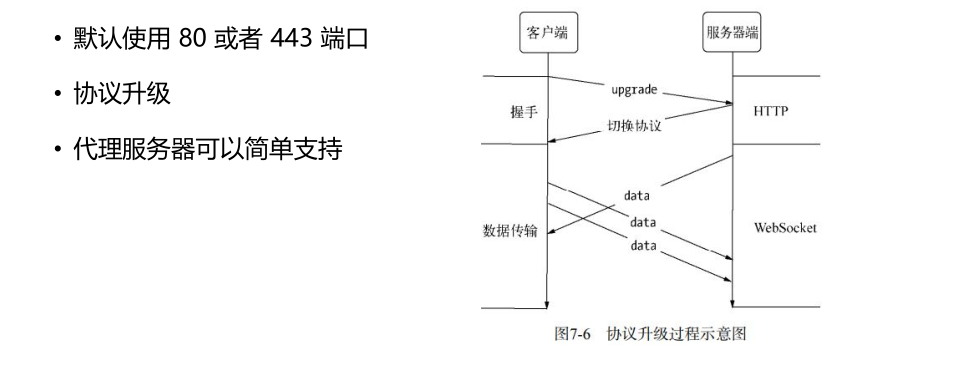 • 默认使用 80 或者 443 端口
• 协议升级
• 代理服务器可以简单支持
客户端
服务器端
upgrade
握手
HTTP
切换协议
data
data
数据传输
WebSocket
data
图7-6 协议升级过程示意图